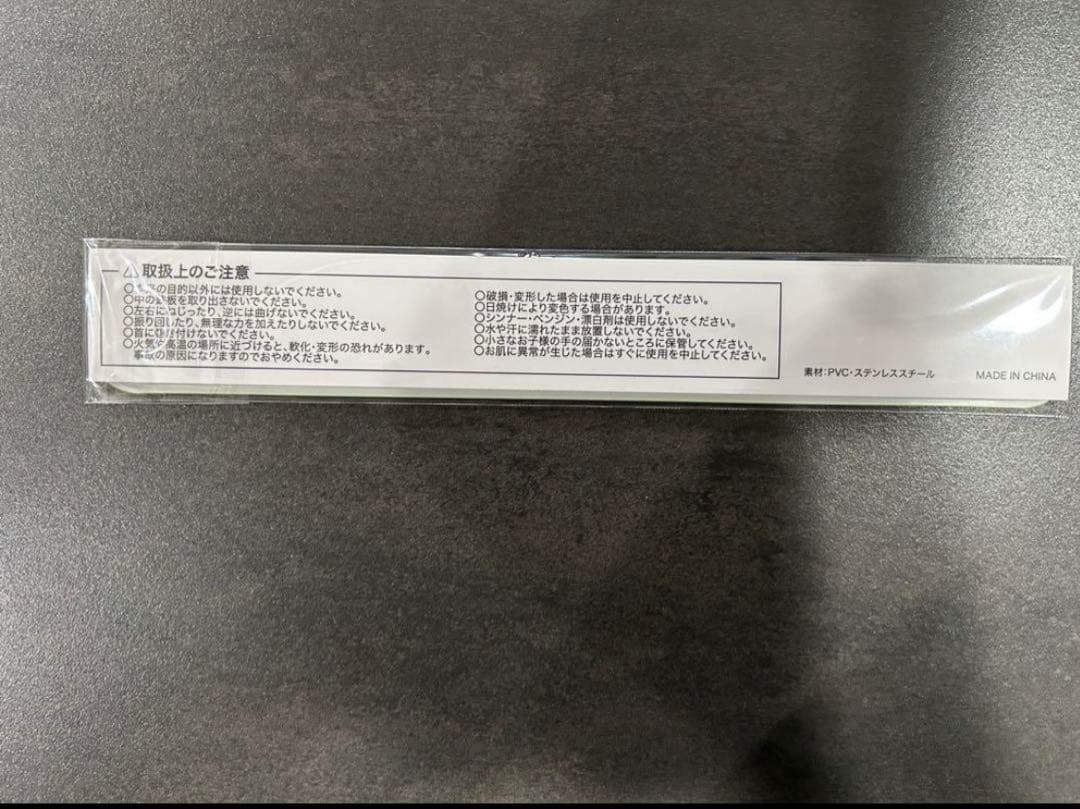 ⚠取扱上のご注意
○本来の目的以外には使用しないでください。
○中の鉄板を取り出さないでください。
○左右にねじったり、逆には曲げないでください。
○振り回したり、無理な力を加えたりしないでください。
○首に巻き付けないでください。
○火気や高温の場所に近づけると、軟化・変形の恐れがあります。
事故の原因になりますのでおやめください。
○破損・変形した場合は使用を中止してください。
○日焼けにより変色する場合があります。
○シンナー・ベンジン・漂白剤は使用しないでください。
○水や汗に濡れたまま放置しないでください。
○小さなお子様の手の届かないところに保管してください。
○お肌に異常が生じた場合はすぐに使用を中止してください。
素材:PVC・ステンレススチール
MADE IN CHINA